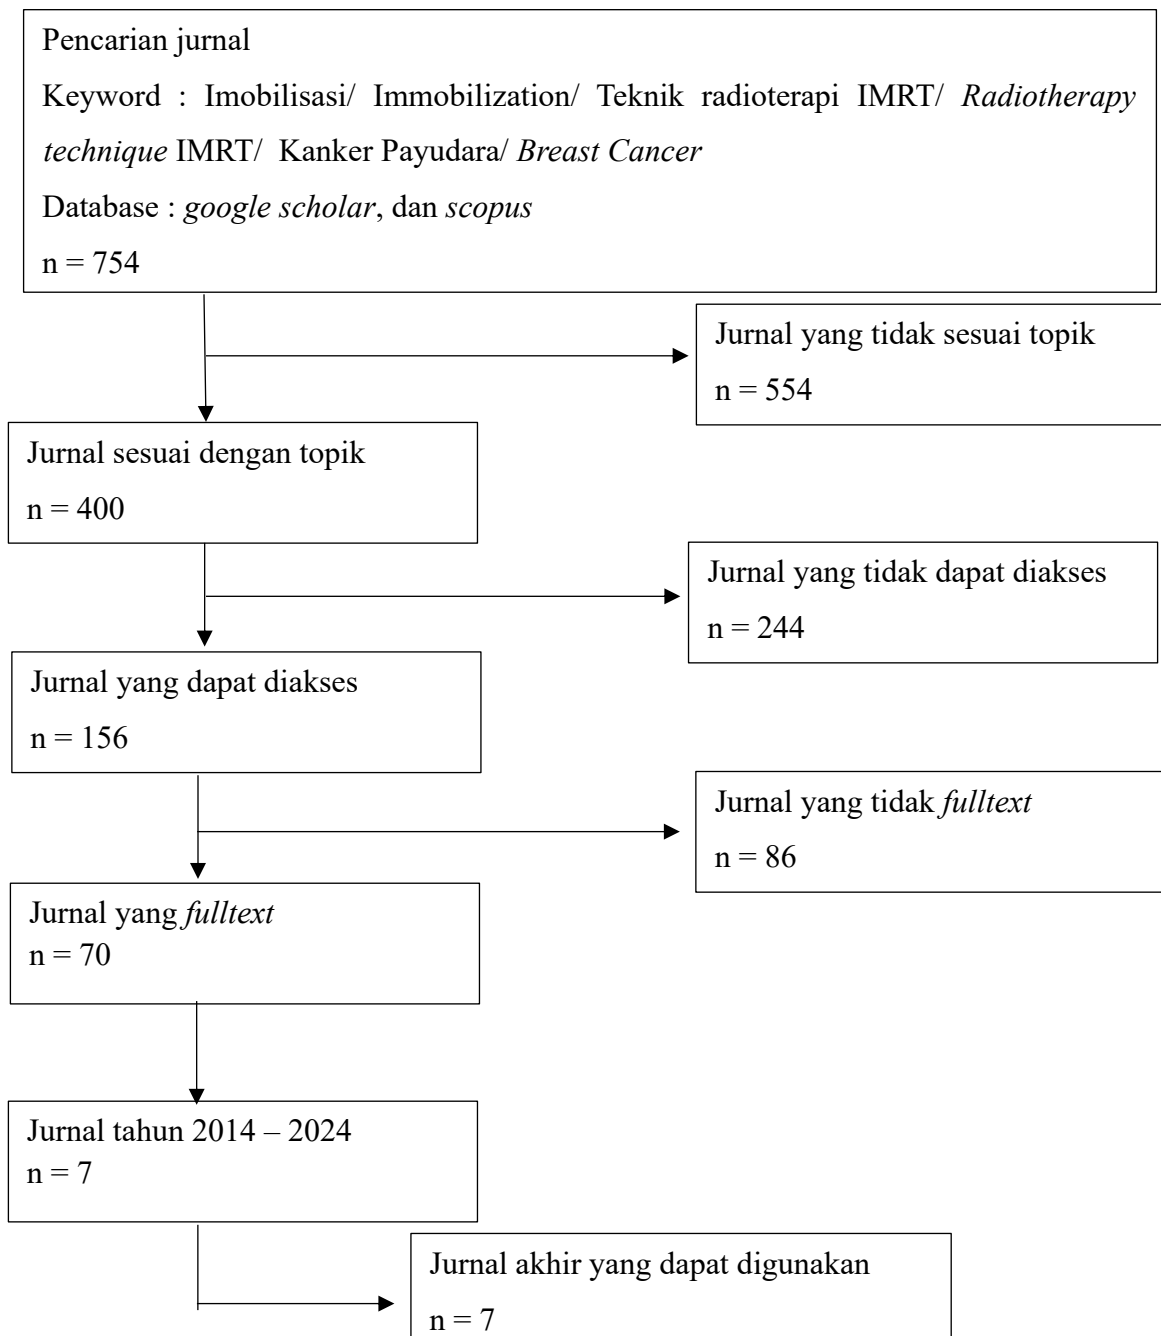 Pencarian jurnal
Keyword : Imobilisasi/ Immobilization/ Teknik radioterapi IMRT/ Radiotherapy
technique IMRT/ Kanker Payudara/ Breast Cancer
Database : google scholar, dan scopus
n = 754
Jurnal yang tidak sesuai topik
n = 554
Jurnal sesuai dengan topik
n = 400
Jurnal yang tidak dapat diakses
n = 244
Jurnal yang dapat diakses
n = 156
Jurnal yang tidak fulltext
n = 86
Jurnal yang fulltext
n = 70
Jurnal tahun 2014 – 2024
n = 7
Jurnal akhir yang dapat digunakan
n = 7